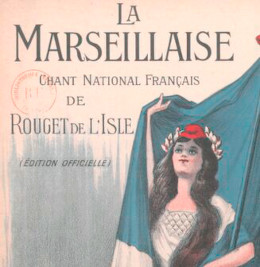 LA
MARSEILLAISE
CHANT NATIONAL FRANÇAIS
DE
ROUGET DE L'ISLE
(ÉDITION OFFICIELLE)